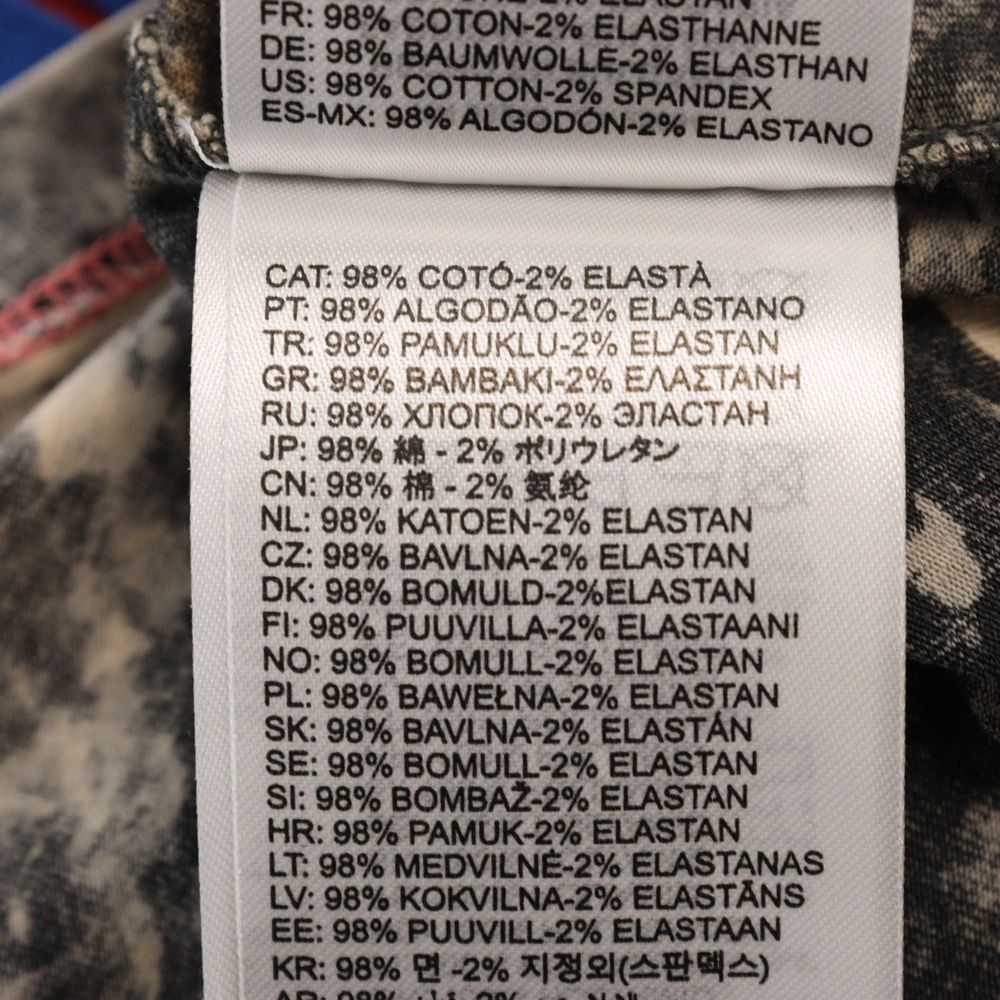 ELASTAN
FR: 98% COTON-2% ELASTHANNE
DE: 98% BAUMWOLLE-2% ELASTHAN
US: 98% COTTON-2% SPANDEX
ES-MX: 98% ALGODÓN-2% ELASTANO
CAT: 98% COTÓ-2% ELASTÀ
PT: 98% ALGODÃO-2% ELASTANO
TR: 98% PAMUKLU-2% ELASTAN
GR: 98% BAMBAKI-2% ΕΛΑΣΤΑΝΗ
RU: 98% ХЛОПОК-2% ЭЛАСТАН
JP: 98% 綿 - 2% ポリウレタン
CN: 98% 棉 - 2% 氨纶
NL: 98% KATOEN-2% ELASTAN
CZ: 98% BAVLNA-2% ELASTAN
DK: 98% BOMULD-2%ELASTAN
FI: 98% PUUVILLA-2% ELASTAANI
NO: 98% BOMULL-2% ELASTAN
PL: 98% BAWEŁNA-2% ELASTAN
SK: 98% BAVLNA-2% ELASTÁN
SE: 98% BOMULL-2% ELASTAN
SI: 98% BOMBAŽ-2% ELASTAN
HR: 98% PAMUK-2% ELASTAN
LT: 98% MEDVILNĖ-2% ELASTANAS
LV: 98% KOKVILNA-2% ELASTĀNS
EE: 98% PUUVILL-2% ELASTAAN
KR: 98% 면 -2% 지정외(스판덱스)
AR: 98%